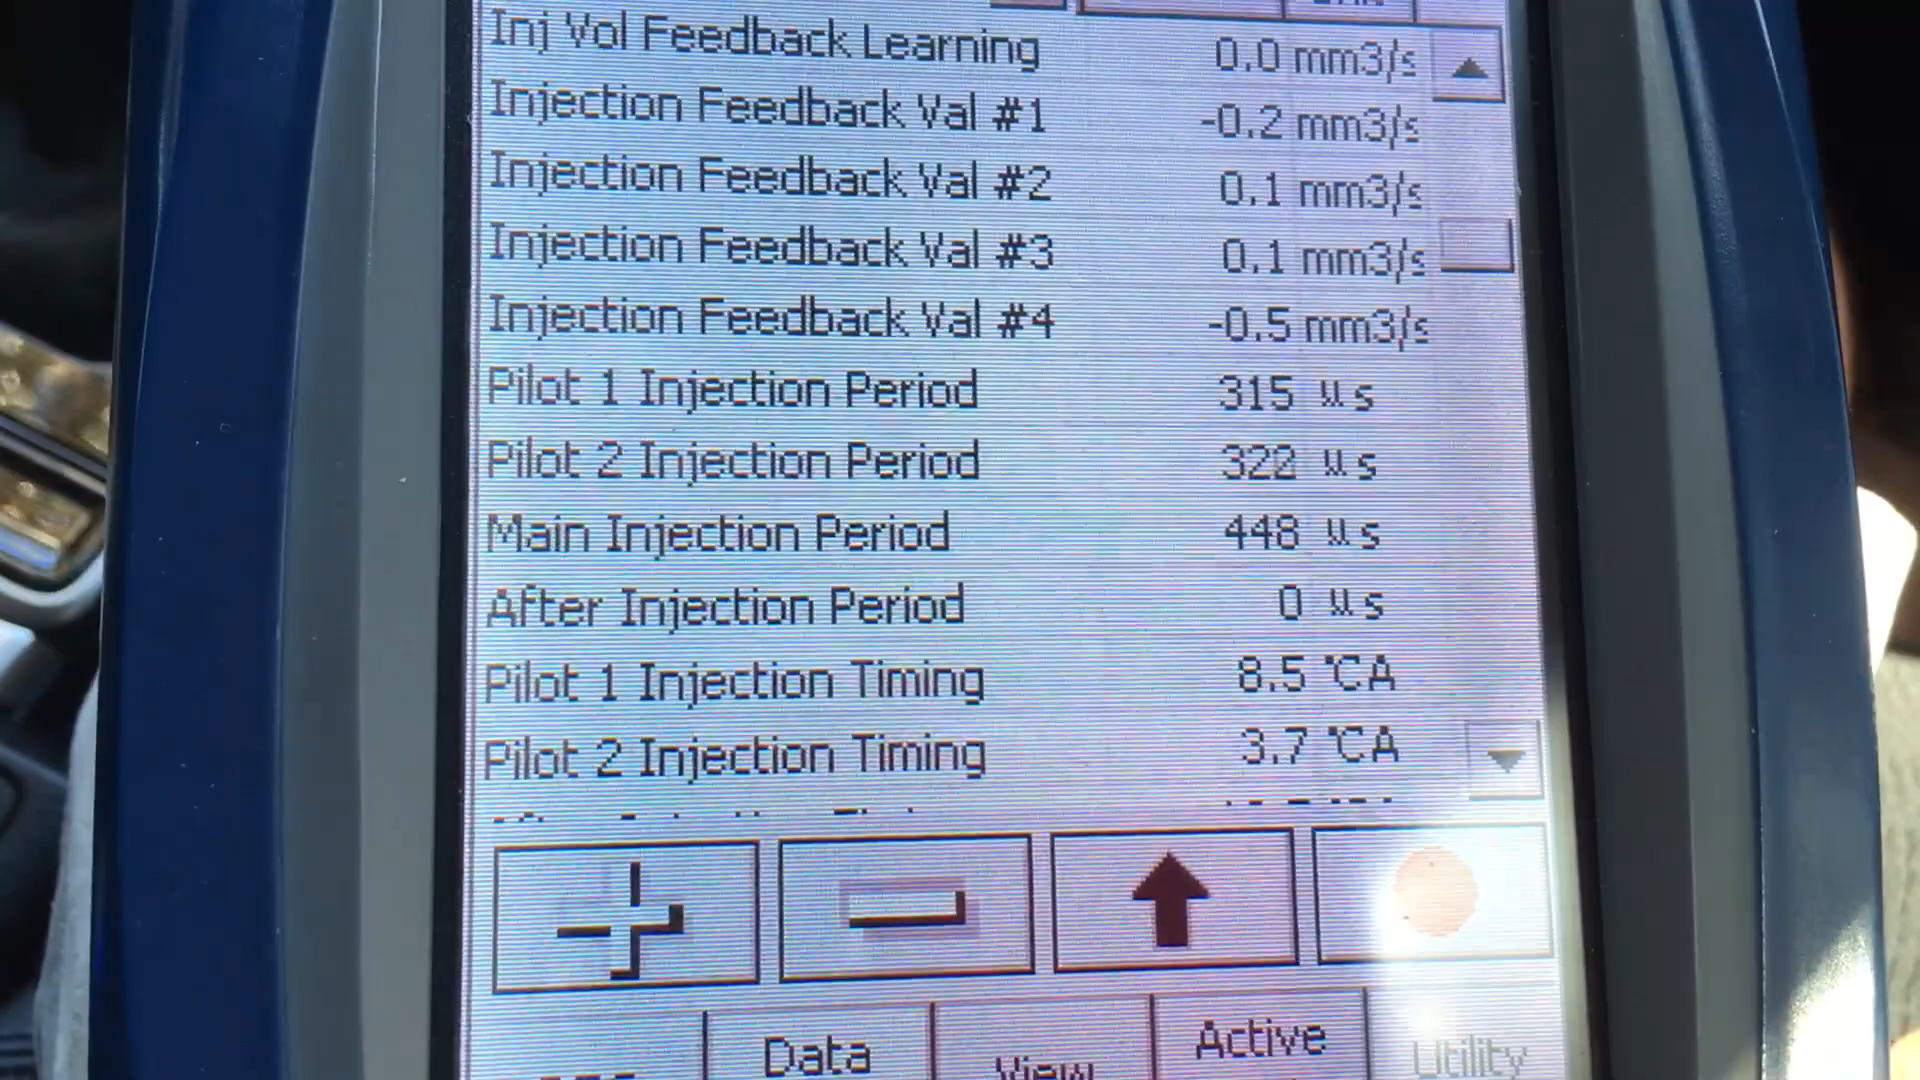 Inj Vol Feedback Learning 0.0 mm3/s
Injection Feedback Val #1 -0.2 mm3/s
Injection Feedback Val #2 0.1 mm3/s
Injection Feedback Val #3 0.1 mm3/s
Injection Feedback Val #4 -0.5 mm3/s
Pilot 1 Injection Period 315 µs
Pilot 2 Injection Period 322 µs
Main Injection Period 448 µs
After Injection Period 0 µs
Pilot 1 Injection Timing 8.5 °CA
Pilot 2 Injection Timing 3.7 °CA
Data View Active Utility